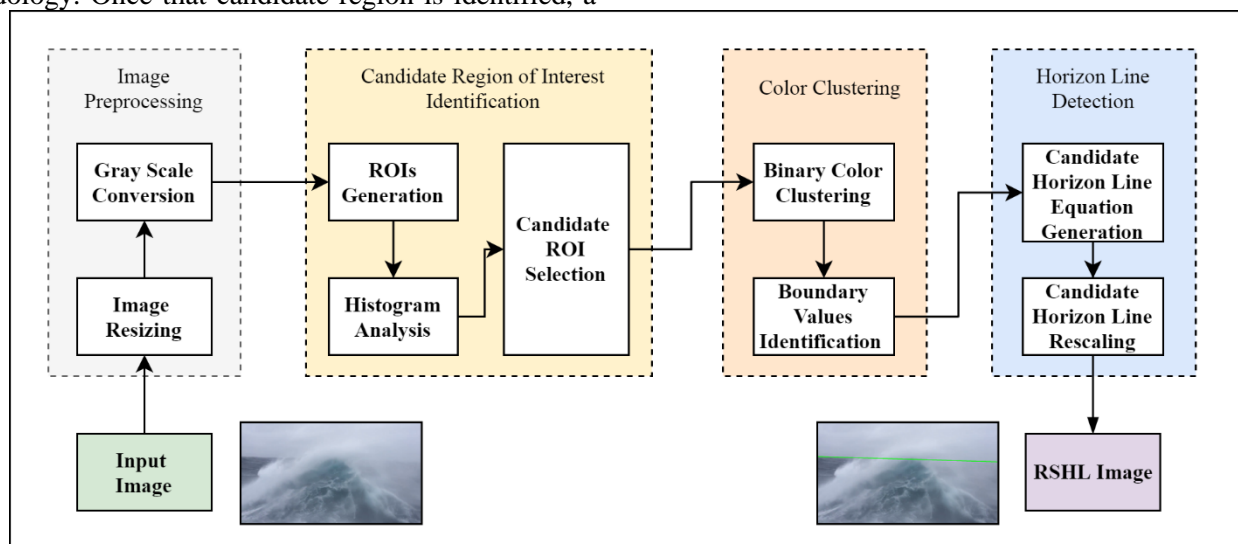 dology. Once that candidate region is identified, a
Image
Preprocessing
Candidate Region of Interest
Identification
Color Clustering
Horizon Line
Detection
Gray Scale
Conversion
ROIs
Generation
Candidate
ROI
Selection
Binary Color
Clustering
Candidate
Horizon Line
Equation
Generation
Image
Resizing
Histogram
Analysis
Boundary
Values
Identification
Candidate
Horizon Line
Rescaling
Input
Image
RSHL Image